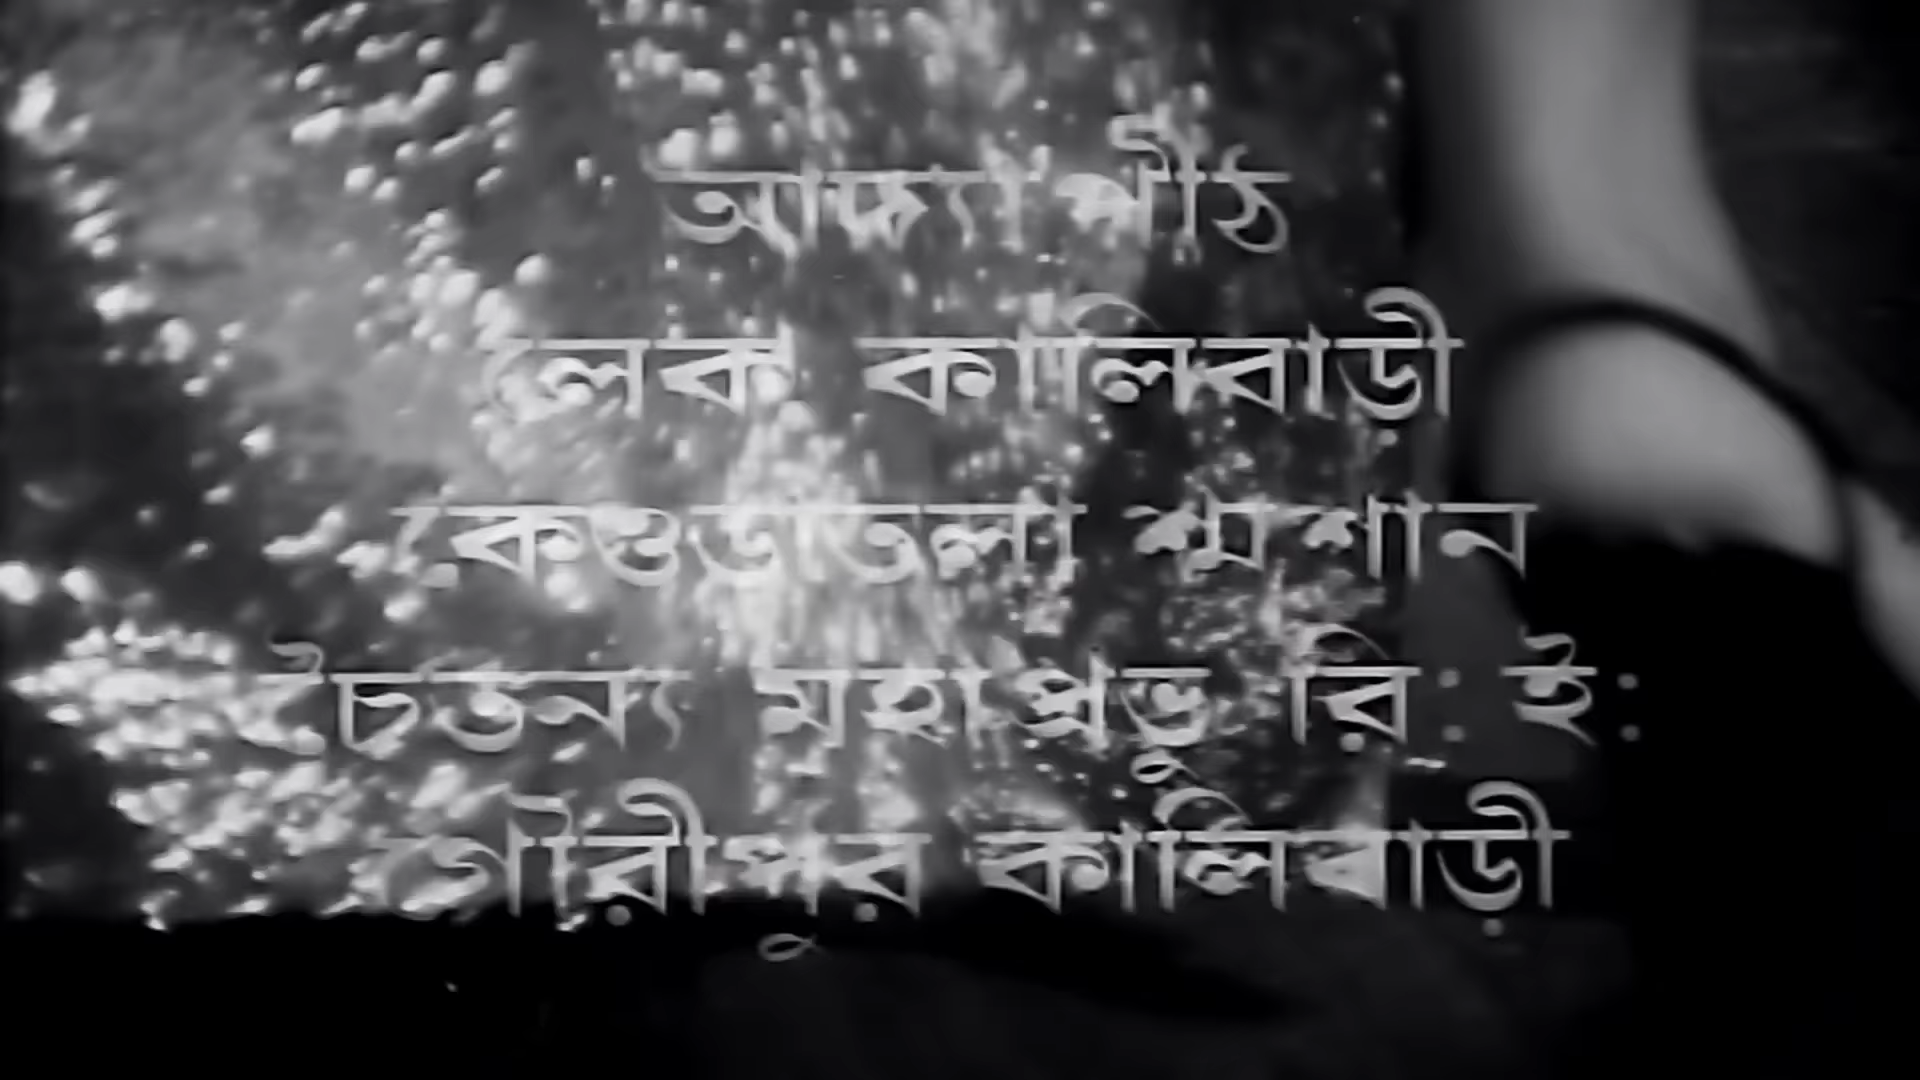 আদ্যাপীঠ
লেক কালিবাড়ী
কেওড়াতলা শ্মশান
চৈতন্য মহাপ্রভু রি: ই:
গৌরীপুর কালিবাড়ী